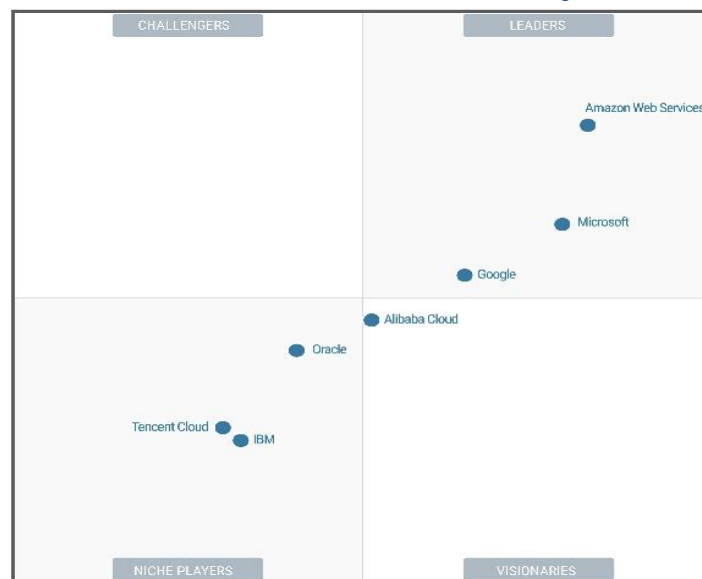 CHALLENGERS
LEADERS
Amazon Web Services
Microsoft
Google
Alibaba Cloud
Oracle
Tencent Cloud
IBM
NICHE PLAYERS
VISIONARIES